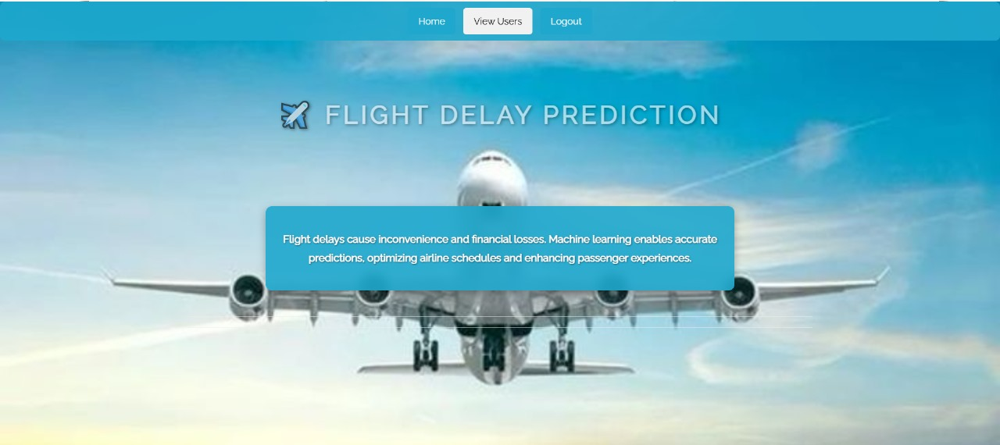 Home View Users Logout
FLIGHT DELAY PREDICTION
Flight delays cause inconvenience and financial losses. Machine learning enables accurate
predictions, optimizing airline schedules and enhancing passenger experiences.